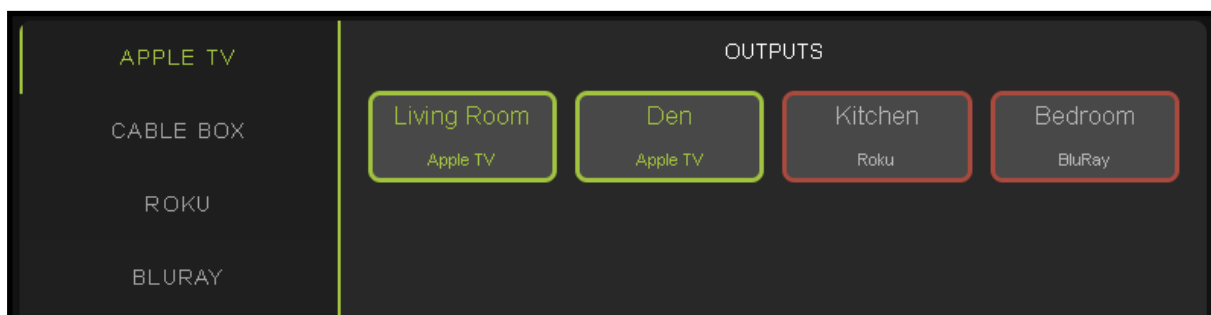 APPLE TV
CABLE BOX
ROKU
BLURAY
OUTPUTS
Living Room
Apple TV
Den
Apple TV
Kitchen
Roku
Bedroom
BluRay